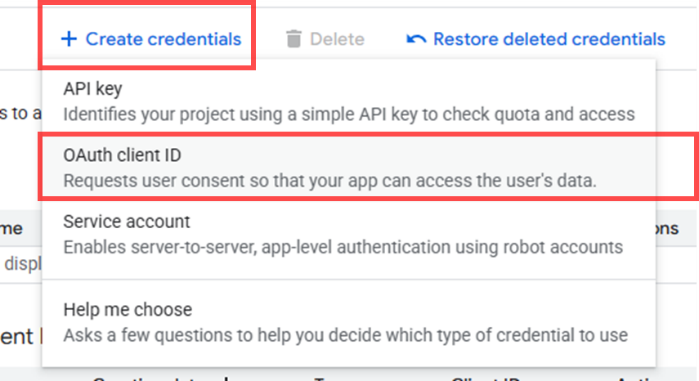 + Create credentials Delete Restore deleted credentials
API key
s to a
Identifies your project using a simple API key to check quota and access
OAuth client ID
Requests user consent so that your app can access the user's data.
Service account
me ons
Enables server-to-server, app-level authentication using robot accounts
displ
Help me choose
ent
Asks a few questions to help you decide which type of credential to use